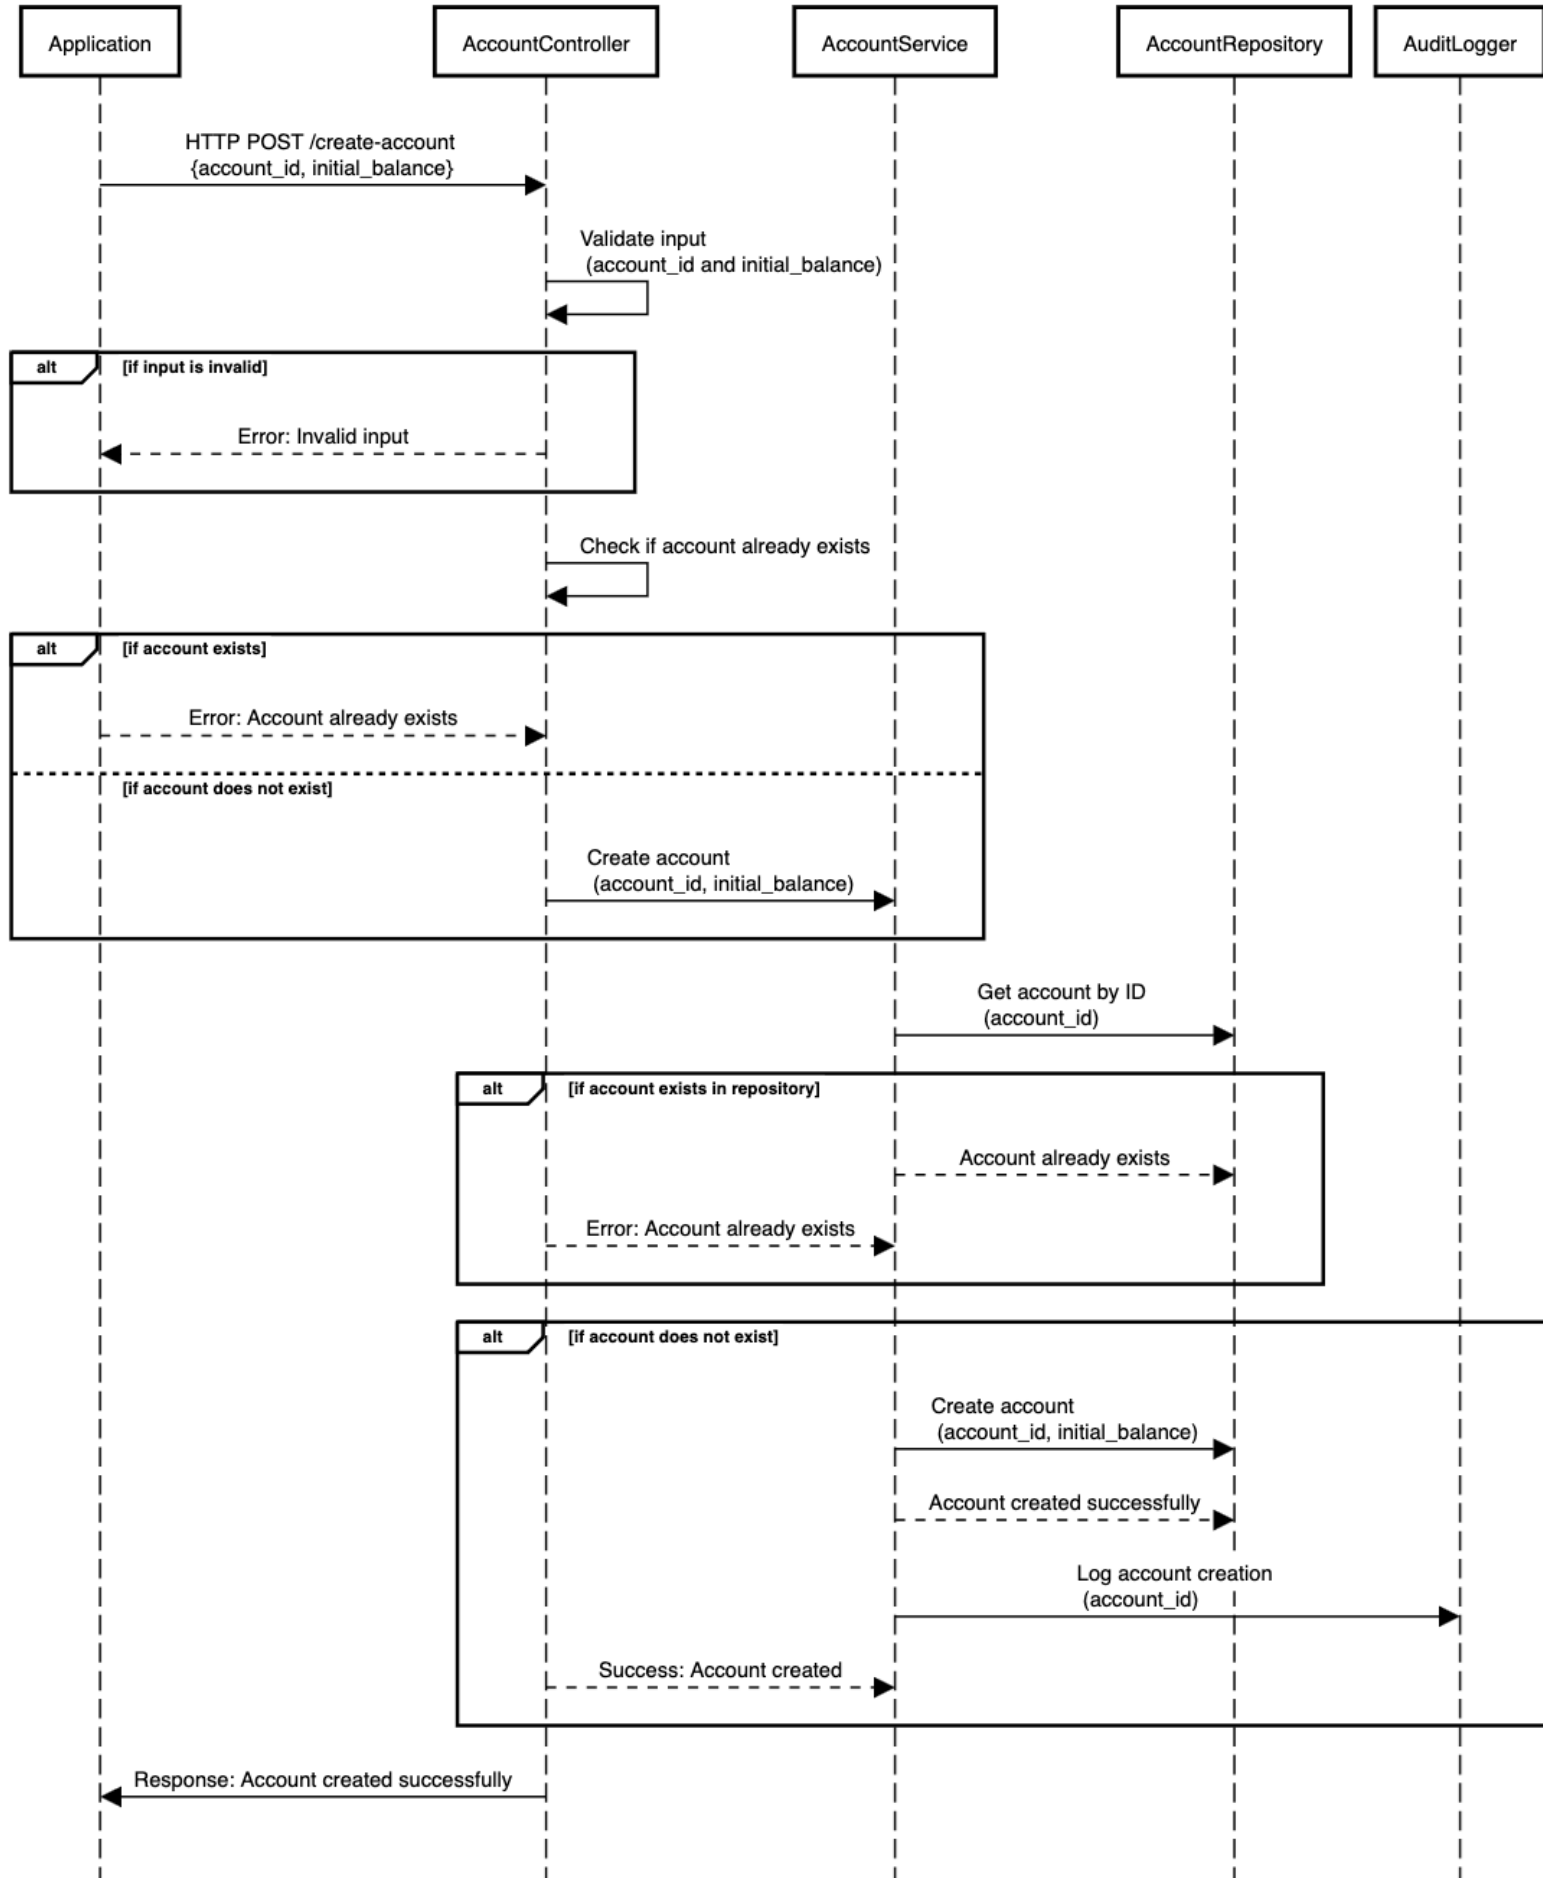 Application
AccountController
AccountService
AccountRepository
AuditLogger
HTTP POST /create-account
{account_id, initial_balance}
Validate input
(account_id and initial_balance)
alt
[if input is invalid]
Error: Invalid input
Check if account already exists
alt
[if account exists]
Error: Account already exists
[if account does not exist]
Create account
(account_id, initial_balance)
Get account by ID
(account_id)
alt
[if account exists in repository]
Account already exists
Error: Account already exists
alt
[if account does not exist]
Create account
(account_id, initial_balance)
Account created successfully
Log account creation
(account_id)
Success: Account created
Response: Account created successfully